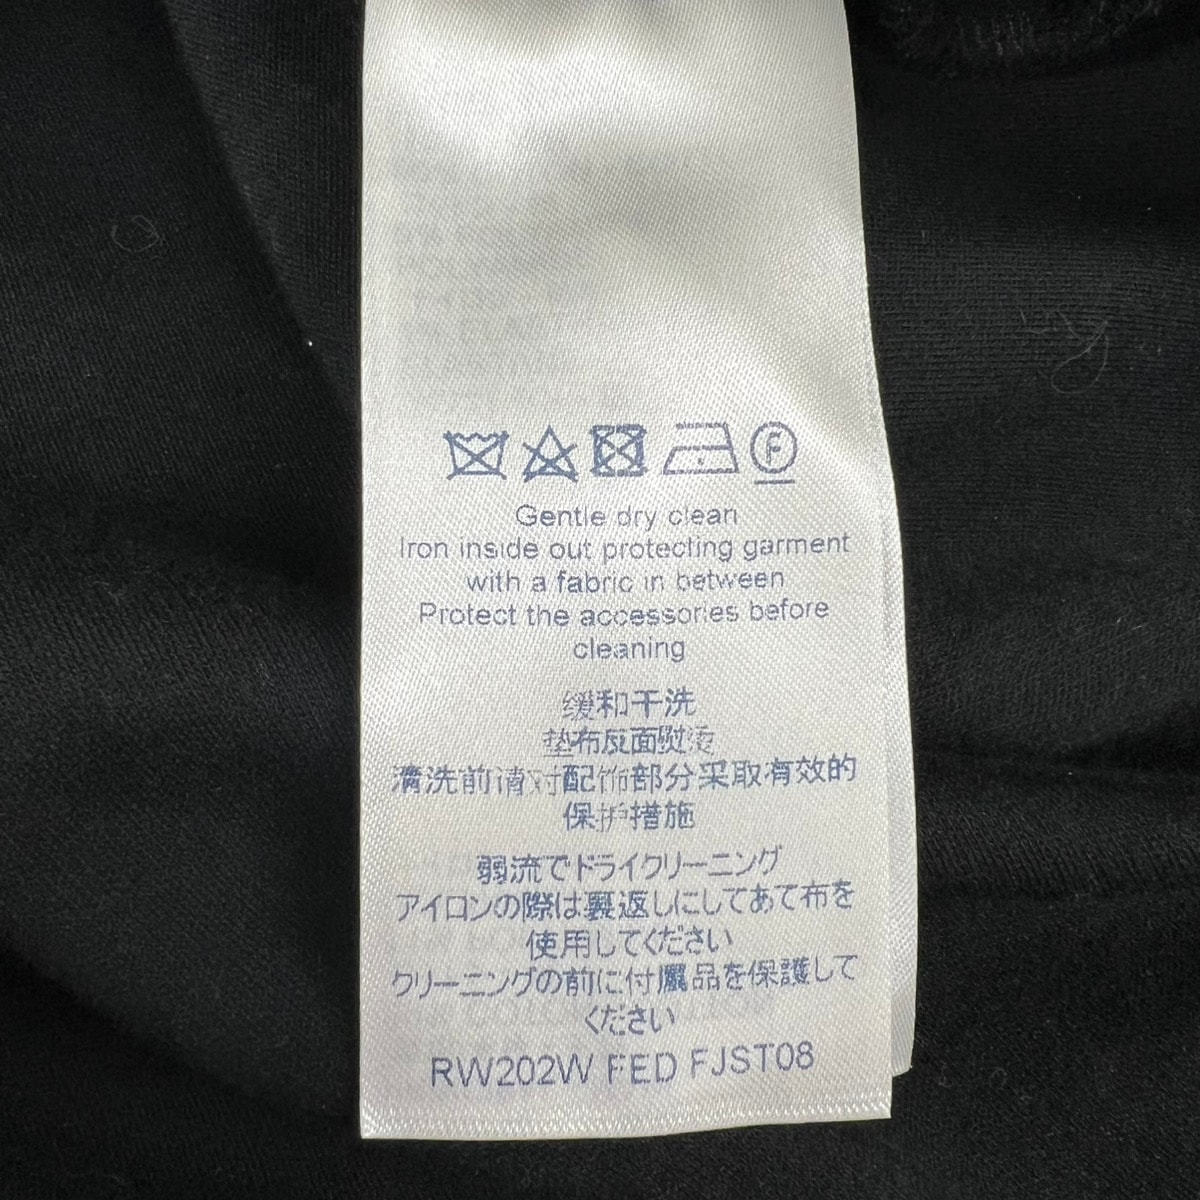 F
Gentle dry clean
Iron inside out protecting garment
with a fabric in between
Protect the accessories before
cleaning
缓和干洗
垫布反面熨烫
清洗前请对配饰部分采取有效的
保护措施
弱流でドライクリーニング
アイロンの際は裏返しにしてあて布を
使用してください
クリーニングの前に付属品を保護して
ください
RW202W FED FJST08